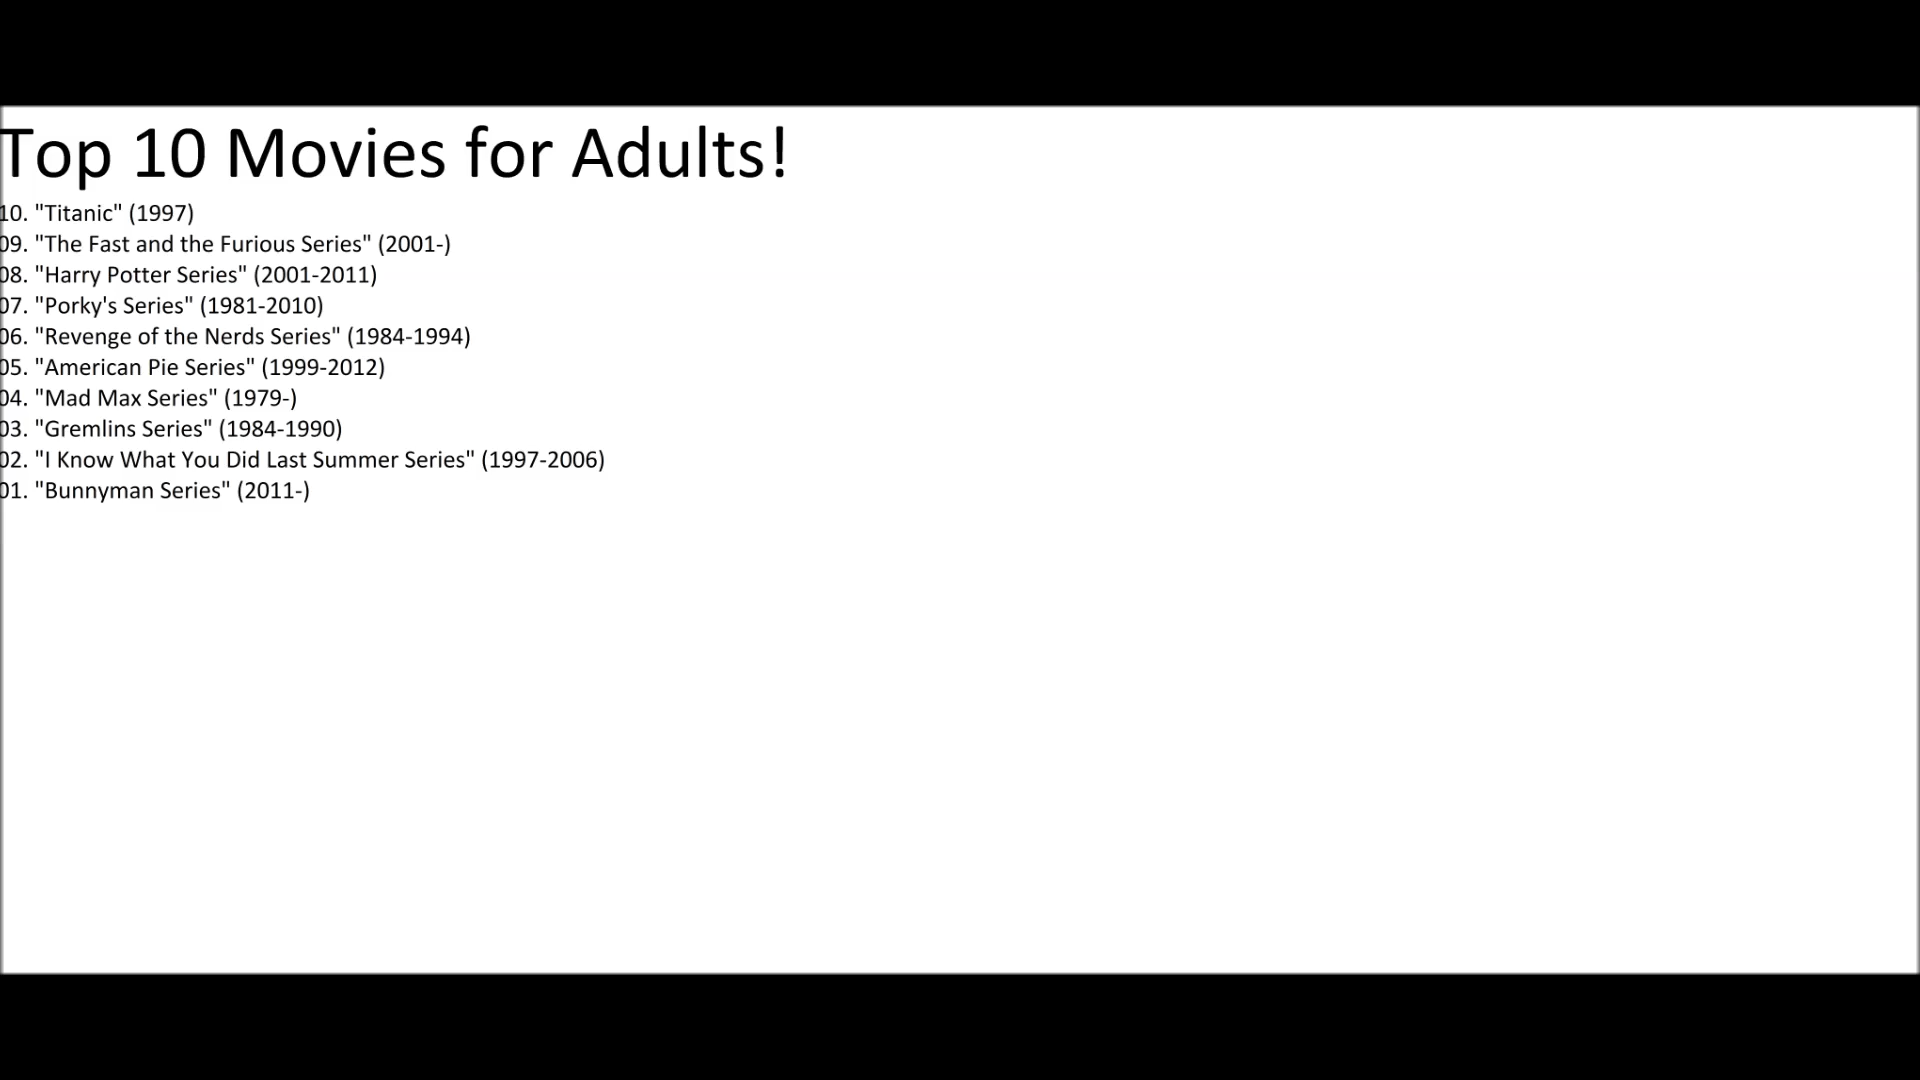 Top 10 Movies for Adults!
10. "Titanic" (1997)
09. "The Fast and the Furious Series" (2001-)
08. "Harry Potter Series" (2001-2011)
07. "Porky's Series" (1981-2010)
06. "Revenge of the Nerds Series" (1984-1994)
05. "American Pie Series" (1999-2012)
04. "Mad Max Series" (1979-)
03. "Gremlins Series" (1984-1990)
02. "I Know What You Did Last Summer Series" (1997-2006)
01. "Bunnyman Series" (2011-)